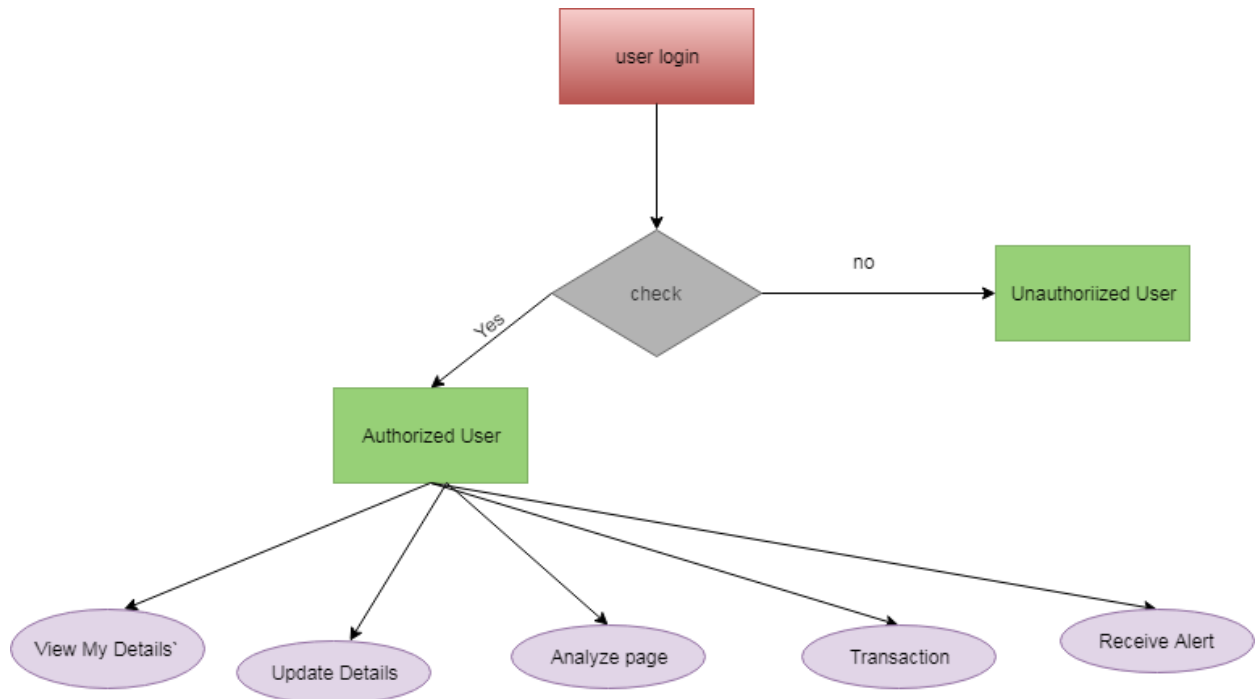 user login
check
no
Unauthoriized User
Yes
Authorized User
View My Details`
Update Details
Analyze page
Transaction
Receive Alert